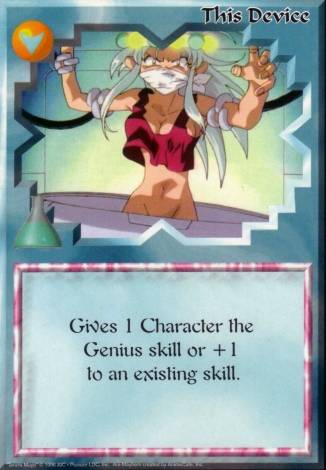 This Device
Gives 1 Character the
Genius skill or +1
to an existing skill.